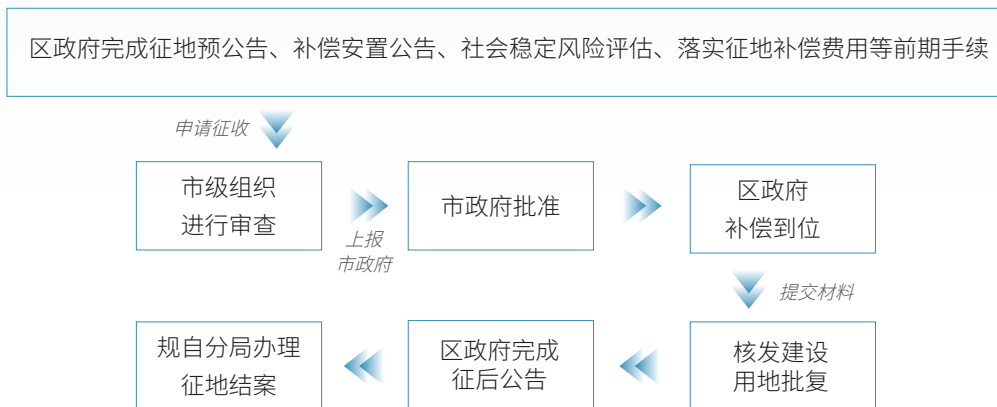 区政府完成征地预公告、补偿安置公告、社会稳定风险评估、落实征地补偿费用等前期手续
申请征收
市级组织
进行审查
上报
市政府
市政府批准
区政府
补偿到位
提交材料
核发建设
用地批复
区政府完成
征后公告
规自分局办理
征地结案